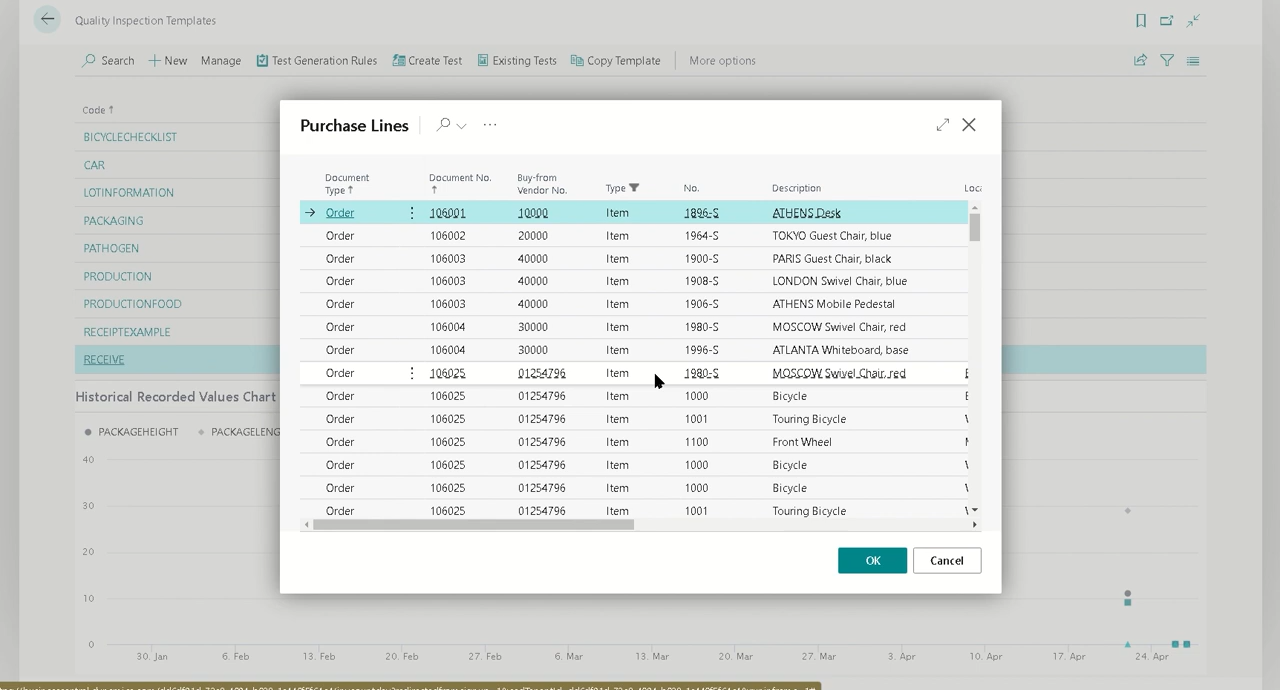 Quality Inspection Templates
Search New Manage Test Generation Rules Create Test Existing Tests Copy Template More options
Code ↑
BICYCLECHECKLIST
CAR
LOTINFORMATION
PACKAGING
PATHOGEN
PRODUCTION
PRODUCTIONFOOD
RECEIPTEXAMPLE
RECEIVE
Historical Recorded Values Chart
PACKAGEHEIGHT PACKAGELENG
40
30
20
10
0
30. Jan 6. Feb 13. Feb 20. Feb 27. Feb 6. Mar 13. Mar 20. Mar 27. Mar 3. Apr 10. Apr 17. Apr 24. Apr
Purchase Lines
Document Type ↑ Document No. ↑ Buy-from Vendor No. Type No. Description Loca
Order 106001 10000 Item 1896-S ATHENS Desk
Order 106002 20000 Item 1964-S TOKYO Guest Chair, blue
Order 106003 40000 Item 1900-S PARIS Guest Chair, black
Order 106003 40000 Item 1908-S LONDON Swivel Chair, blue
Order 106003 40000 Item 1906-S ATHENS Mobile Pedestal
Order 106004 30000 Item 1980-S MOSCOW Swivel Chair, red
Order 106004 30000 Item 1996-S ATLANTA Whiteboard, base
Order 106025 01254796 Item 1980-S MOSCOW Swivel Chair, red
Order 106025 01254796 Item 1000 Bicycle
Order 106025 01254796 Item 1001 Touring Bicycle
Order 106025 01254796 Item 1100 Front Wheel
Order 106025 01254796 Item 1000 Bicycle
Order 106025 01254796 Item 1000 Bicycle
Order 106025 01254796 Item 1001 Touring Bicycle
OK Cancel